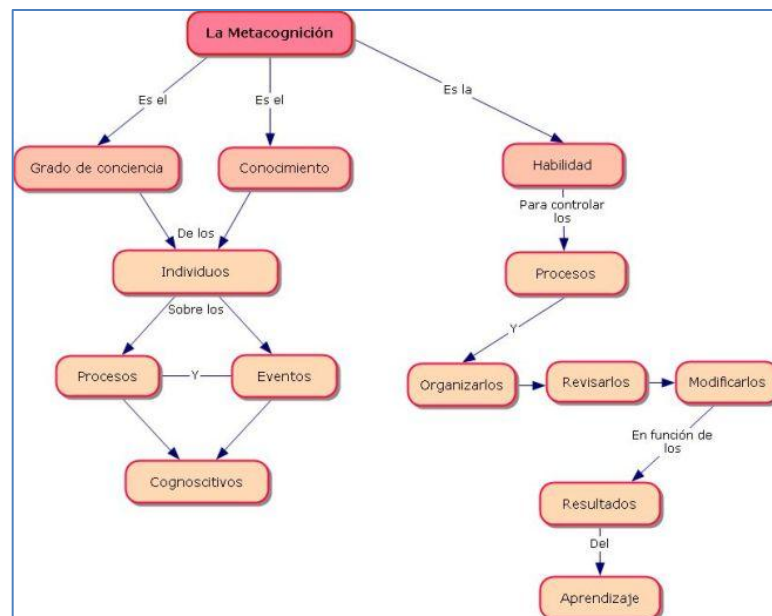 La Metacognición
Es el
Es el
Es la
Grado de conciencia
Conocimiento
Habilidad
De los
Para controlar
los
Individuos
Procesos
Sobre los
Y
Procesos
Y
Eventos
Organizarlos
Revisarlos
Modificarlos
En función de
los
Cognoscitivos
Resultados
Del
Aprendizaje